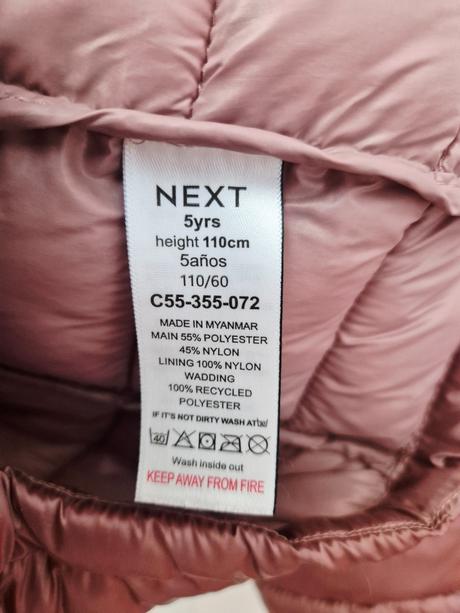 NEXT
5yrs
height 110cm
5años
110/60
C55-355-072
MADE IN MYANMAR
MAIN 55% POLYESTER
45% NYLON
LINING 100% NYLON
WADDING
100% RECYCLED
POLYESTER
IF IT'S NOT DIRTY WASH AT
40
Wash inside out
KEEP AWAY FROM FIRE